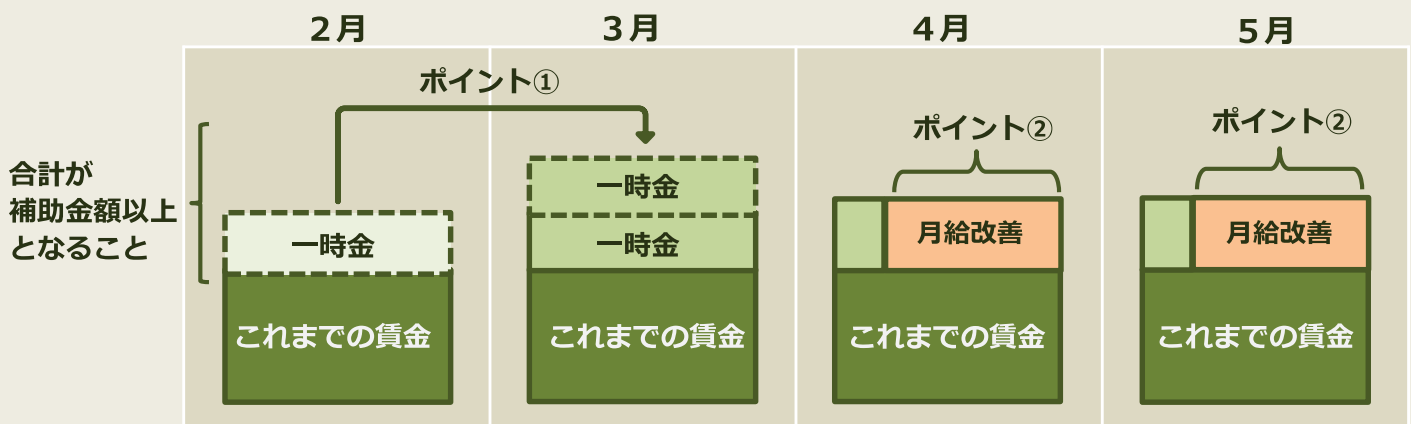 2月
3月
4月
5月
ポイント①
ポイント②
ポイント②
合計が
補助金額以上
となること
一時金
一時金
一時金
月給改善
月給改善
これまでの賃金
これまでの賃金
これまでの賃金
これまでの賃金